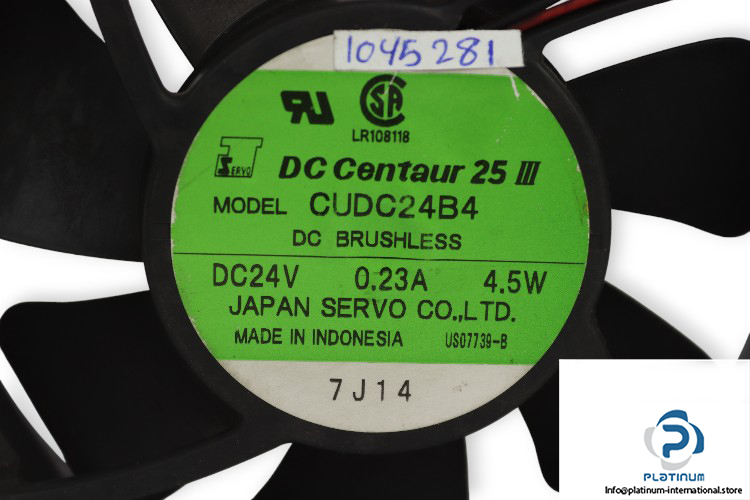 1045281
LR108118
J SERVO
DC Centaur 25 III
MODEL CUDC24B4
DC BRUSHLESS
DC24V 0.23A 4.5W
JAPAN SERVO CO.,LTD.
MADE IN INDONESIA US07739-B
7J14
PLATINUM
Info@platinum-international.store